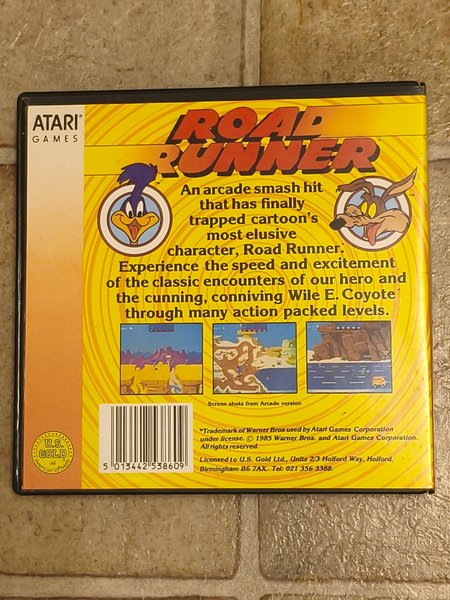 ATARI®
GAMES
ROAD
RUNNER
An arcade smash hit
that has finally
trapped cartoon's
most elusive
character, Road Runner.
Experience the speed and excitement
of the classic encounters of our hero and
the cunning, conniving Wile E. Coyote
through many action packed levels.
Screen shots from Arcade version
™Trademark of Warner Bros used by Atari Games Corporation
under license. © 1985 Warner Bros. and Atari Games Corporation.
All rights reserved.
Licensed to U.S. Gold Ltd., Units 2/3 Holford Way, Holford,
Birmingham B6 7AX. Tel: 021 356 3388.
U.S.
GOLD
5 013442 538609